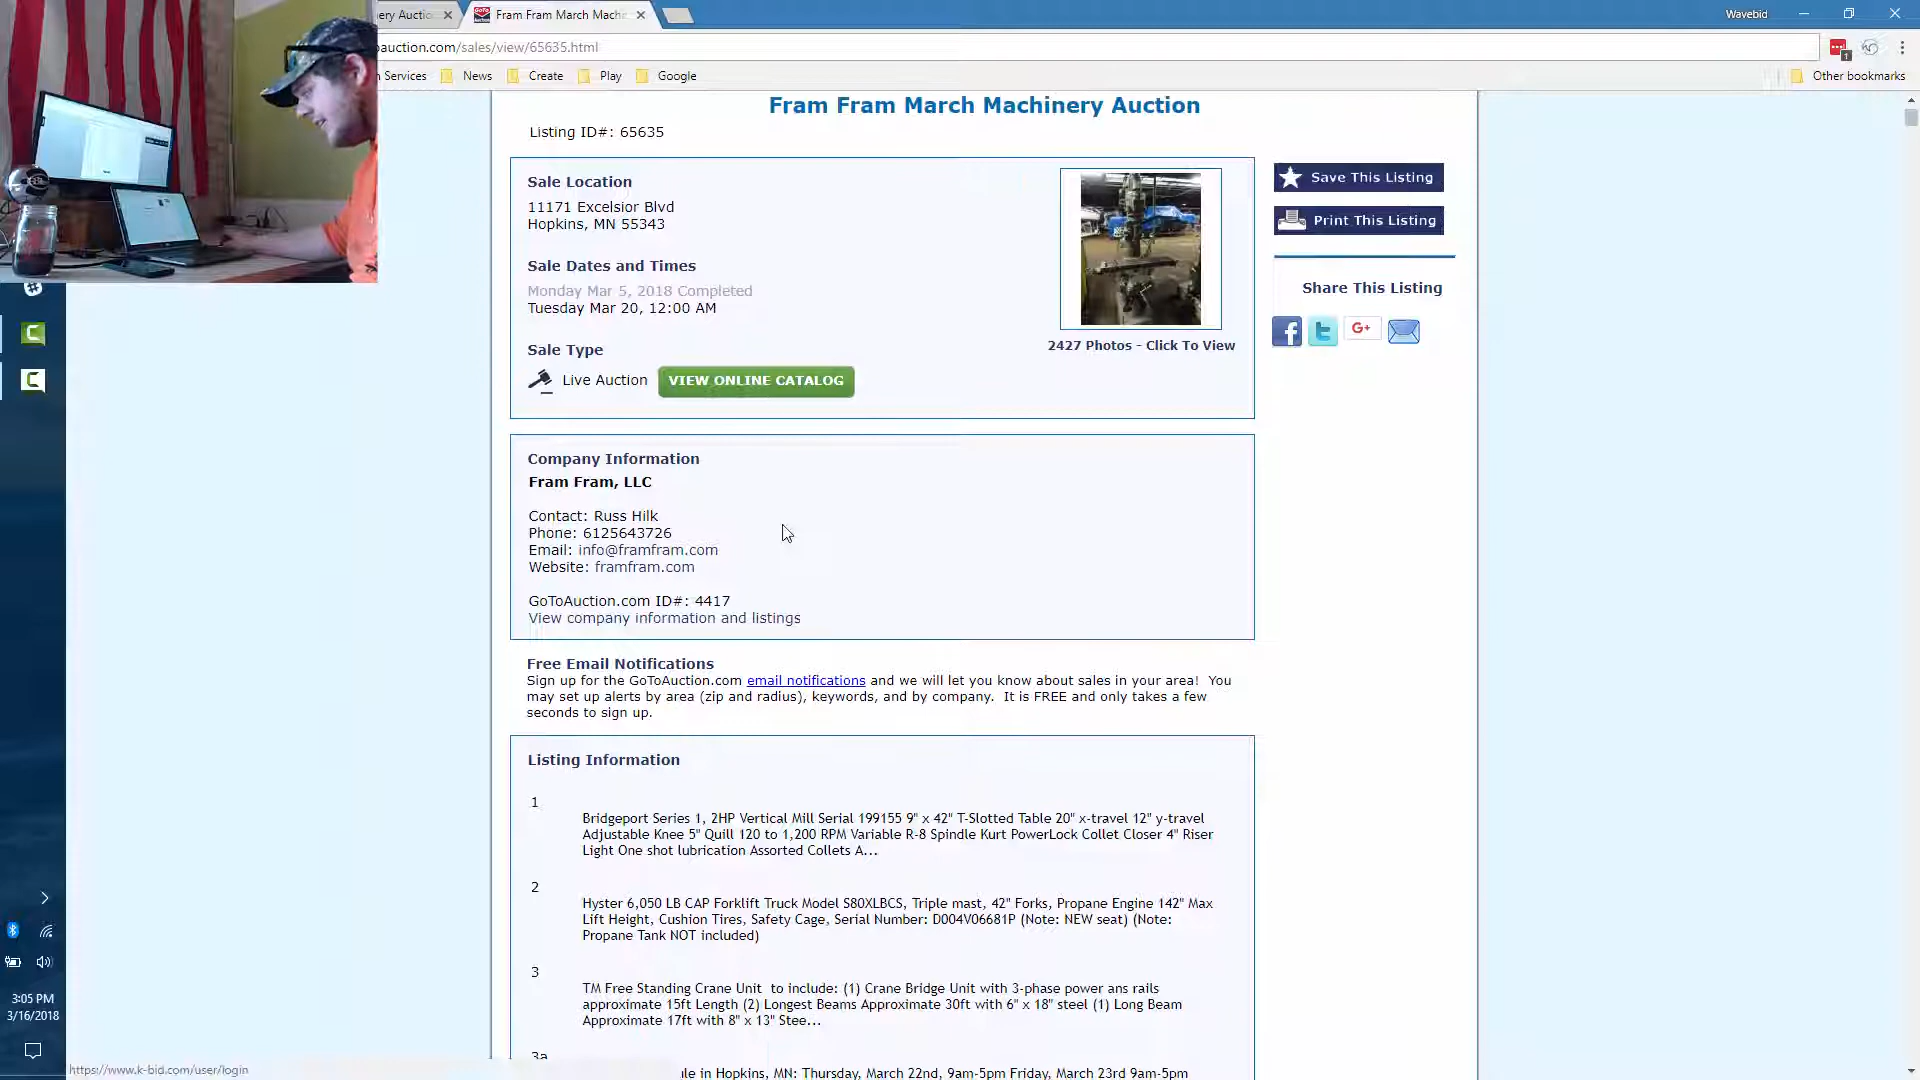 ery Auctio
Fram Fram March Mache
Wavebid
oauction.com/sales/view/65635.html
n Services
News
Create
Play
Google
Other bookmarks
Fram Fram March Machinery Auction
Listing ID#: 65635
Sale Location
11171 Excelsior Blvd
Hopkins, MN 55343
Sale Dates and Times
Monday Mar 5, 2018 Completed
Tuesday Mar 20, 12:00 AM
2427 Photos - Click To View
Sale Type
Live Auction
VIEW ONLINE CATALOG
Save This Listing
Print This Listing
Share This Listing
G+
Company Information
Fram Fram, LLC
Contact: Russ Hilk
Phone: 6125643726
Email: info@framfram.com
Website: framfram.com
GoToAuction.com ID#: 4417
View company information and listings
Free Email Notifications
Sign up for the GoToAuction.com email notifications and we will let you know about sales in your area! You
may set up alerts by area (zip and radius), keywords, and by company. It is FREE and only takes a few
seconds to sign up.
Listing Information
1
Bridgeport Series 1, 2HP Vertical Mill Serial 199155 9" x 42" T-Slotted Table 20" x-travel 12" y-travel
Adjustable Knee 5" Quill 120 to 1,200 RPM Variable R-8 Spindle Kurt PowerLock Collet Closer 4" Riser
Light One shot lubrication Assorted Collets A...
2
Hyster 6,050 LB CAP Forklift Truck Model S80XLBCS, Triple mast, 42" Forks, Propane Engine 142" Max
Lift Height, Cushion Tires, Safety Cage, Serial Number: D004V06681P (Note: NEW seat) (Note:
Propane Tank NOT included)
3
TM Free Standing Crane Unit to include: (1) Crane Bridge Unit with 3-phase power ans rails
approximate 15ft Length (2) Longest Beams Approximate 30ft with 6" x 18" steel (1) Long Beam
Approximate 17ft with 8" x 13" Stee...
3a
le in Hopkins, MN: Thursday, March 22nd, 9am-5pm Friday, March 23rd 9am-5pm
3:05 PM
3/16/2018
https://www.k-bid.com/user/login